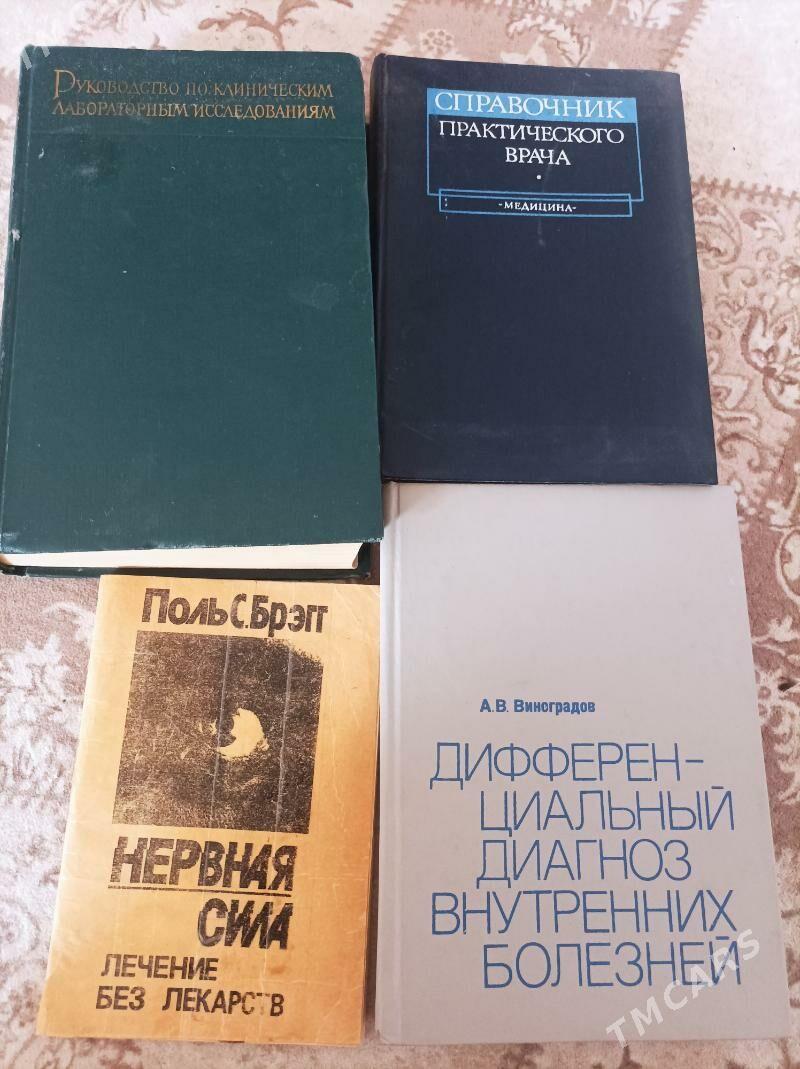 Руководство по клиническим
лабораторным исследованиям
СПРАВОЧНИК
ПРАКТИЧЕСКОГО
ВРАЧА
-МЕДИЦИНА-
Поль С. Брэгг
НЕРВНАЯ
СИЛА
ЛЕЧЕНИЕ
БЕЗ ЛЕКАРСТВ
А.В. Виноградов
ДИФФЕРЕН-
ЦИАЛЬНЫЙ
ДИАГНОЗ
ВНУТРЕННИХ
БОЛЕЗНЕЙ
TMCARS